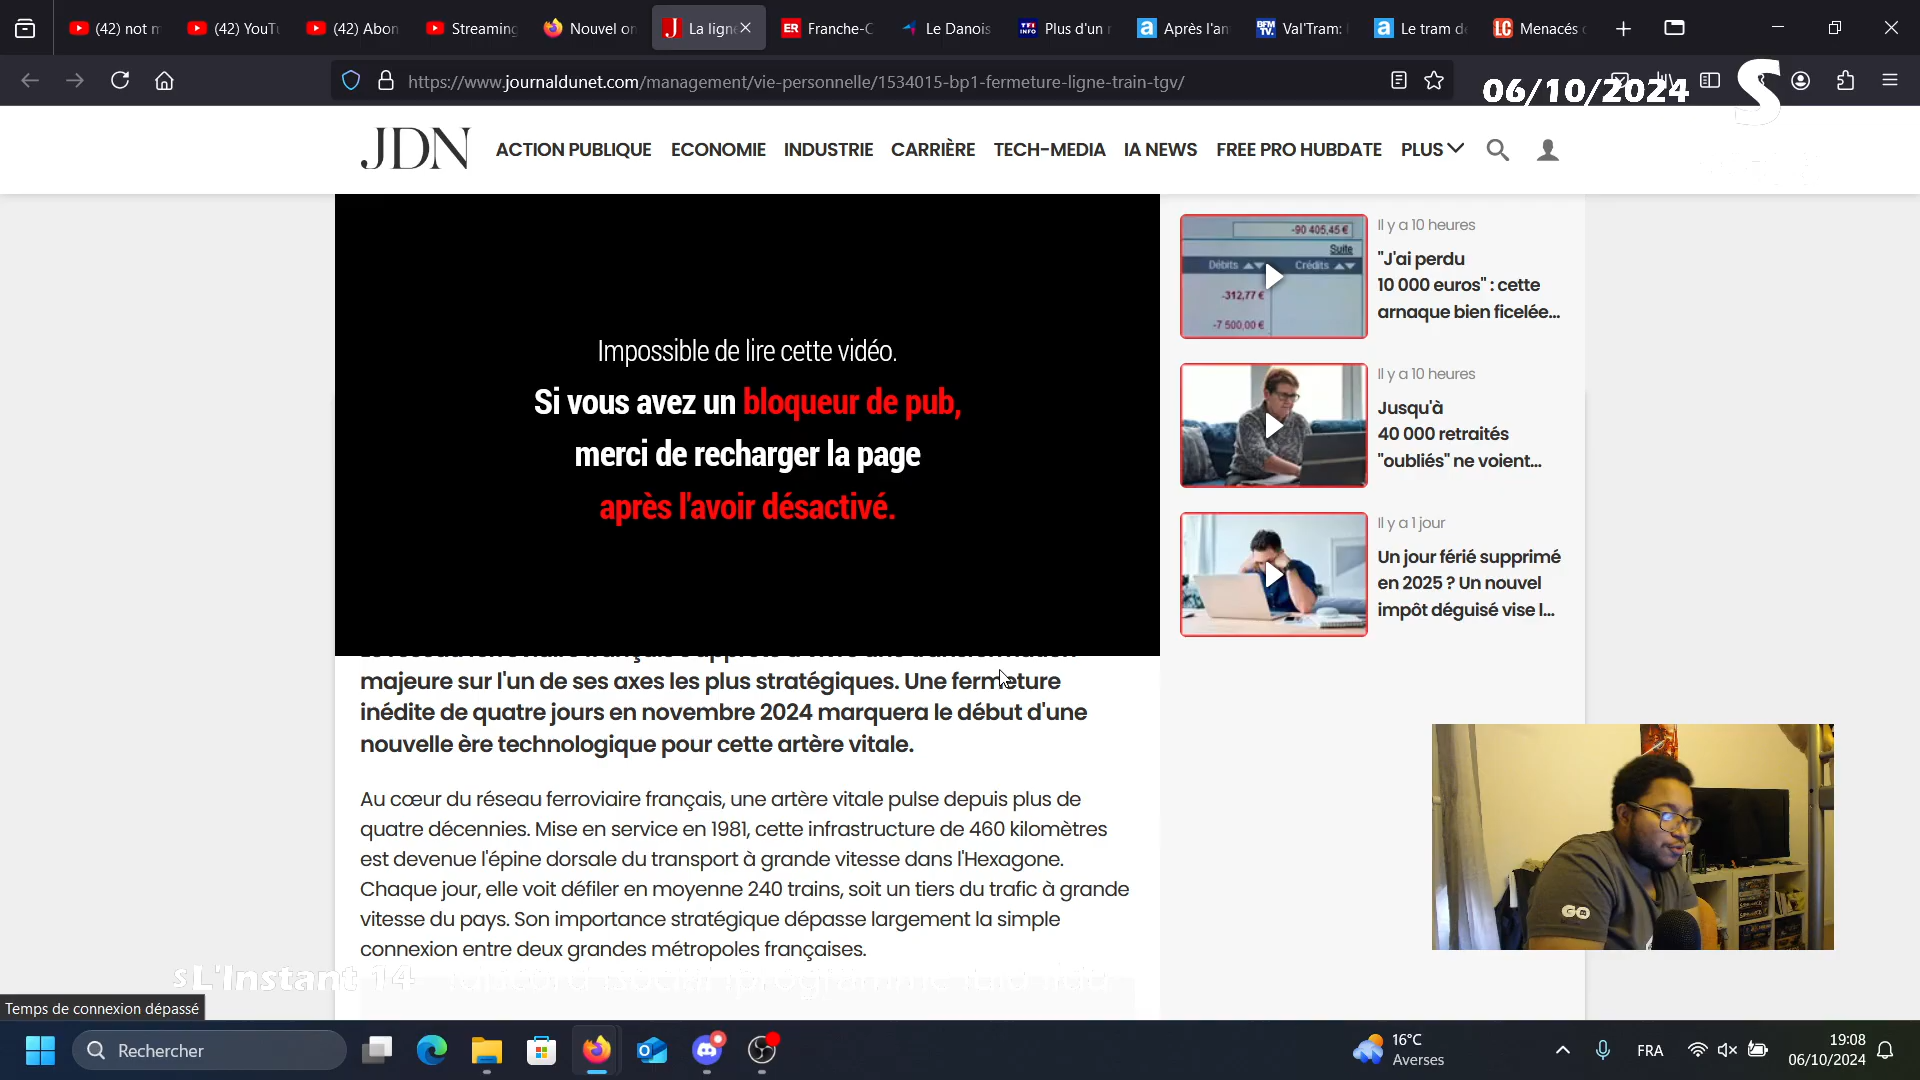 (42) not n
(42) YouTu
(42) Abon
Streaming
Nouvel on
La ligne
Franche-C
Le Danois
Plus d'un r
Après l'an
Val'Tram:
Le tram de
Menacés
https://www.journaldunet.com/management/vie-personnelle/1534015-bp1-fermeture-ligne-train-tgv/
06/10/2024 S
JDN
ACTION PUBLIQUE ECONOMIE INDUSTRIE CARRIÈRE TECH-MEDIA IA NEWS FREE PRO HUBDATE PLUS
Impossible de lire cette vidéo.
Si vous avez un bloqueur de pub,
merci de recharger la page
après l'avoir désactivé.
-90 405,45 €
Suite
Débits Crédits
-312,77 €
-7 500,00 €
Il y a 10 heures
"J'ai perdu
10 000 euros" : cette
arnaque bien ficelée...
Il y a 10 heures
Jusqu'à
40 000 retraités
"oubliés" ne voient...
Il y a 1 jour
Un jour férié supprimé
en 2025 ? Un nouvel
impôt déguisé vise l...
majeure sur l'un de ses axes les plus stratégiques. Une fermeture
inédite de quatre jours en novembre 2024 marquera le début d'une
nouvelle ère technologique pour cette artère vitale.
Au cœur du réseau ferroviaire français, une artère vitale pulse depuis plus de
quatre décennies. Mise en service en 1981, cette infrastructure de 460 kilomètres
est devenue l'épine dorsale du transport à grande vitesse dans l'Hexagone.
Chaque jour, elle voit défiler en moyenne 240 trains, soit un tiers du trafic à grande
vitesse du pays. Son importance stratégique dépasse largement la simple
connexion entre deux grandes métropoles françaises.
GO
sL'Instant 14
Temps de connexion dépassé
Rechercher
16°C
Averses
FRA
19:08
06/10/2024